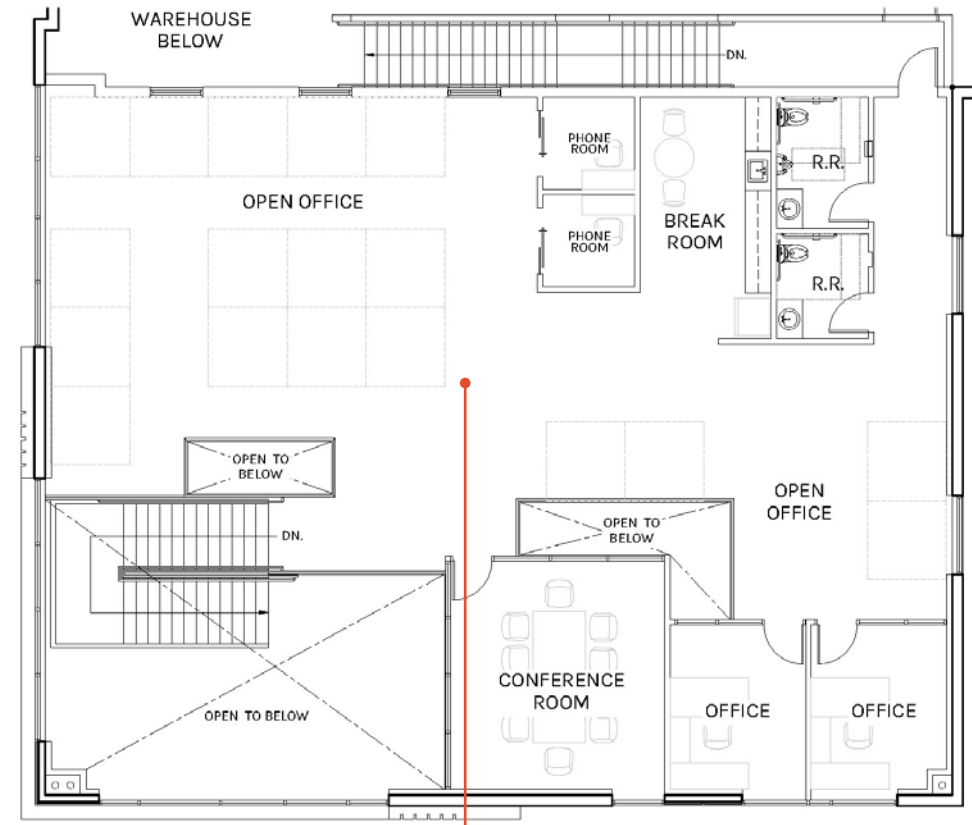 WAREHOUSE
BELOW
DN.
PHONE
ROOM
R.R.
OPEN OFFICE
BREAK
ROOM
PHONE
ROOM
R.R.
OPEN TO
BELOW
OPEN
OFFICE
OPEN TO
BELOW
DN.
CONFERENCE
ROOM
OPEN TO BELOW
OFFICE
OFFICE